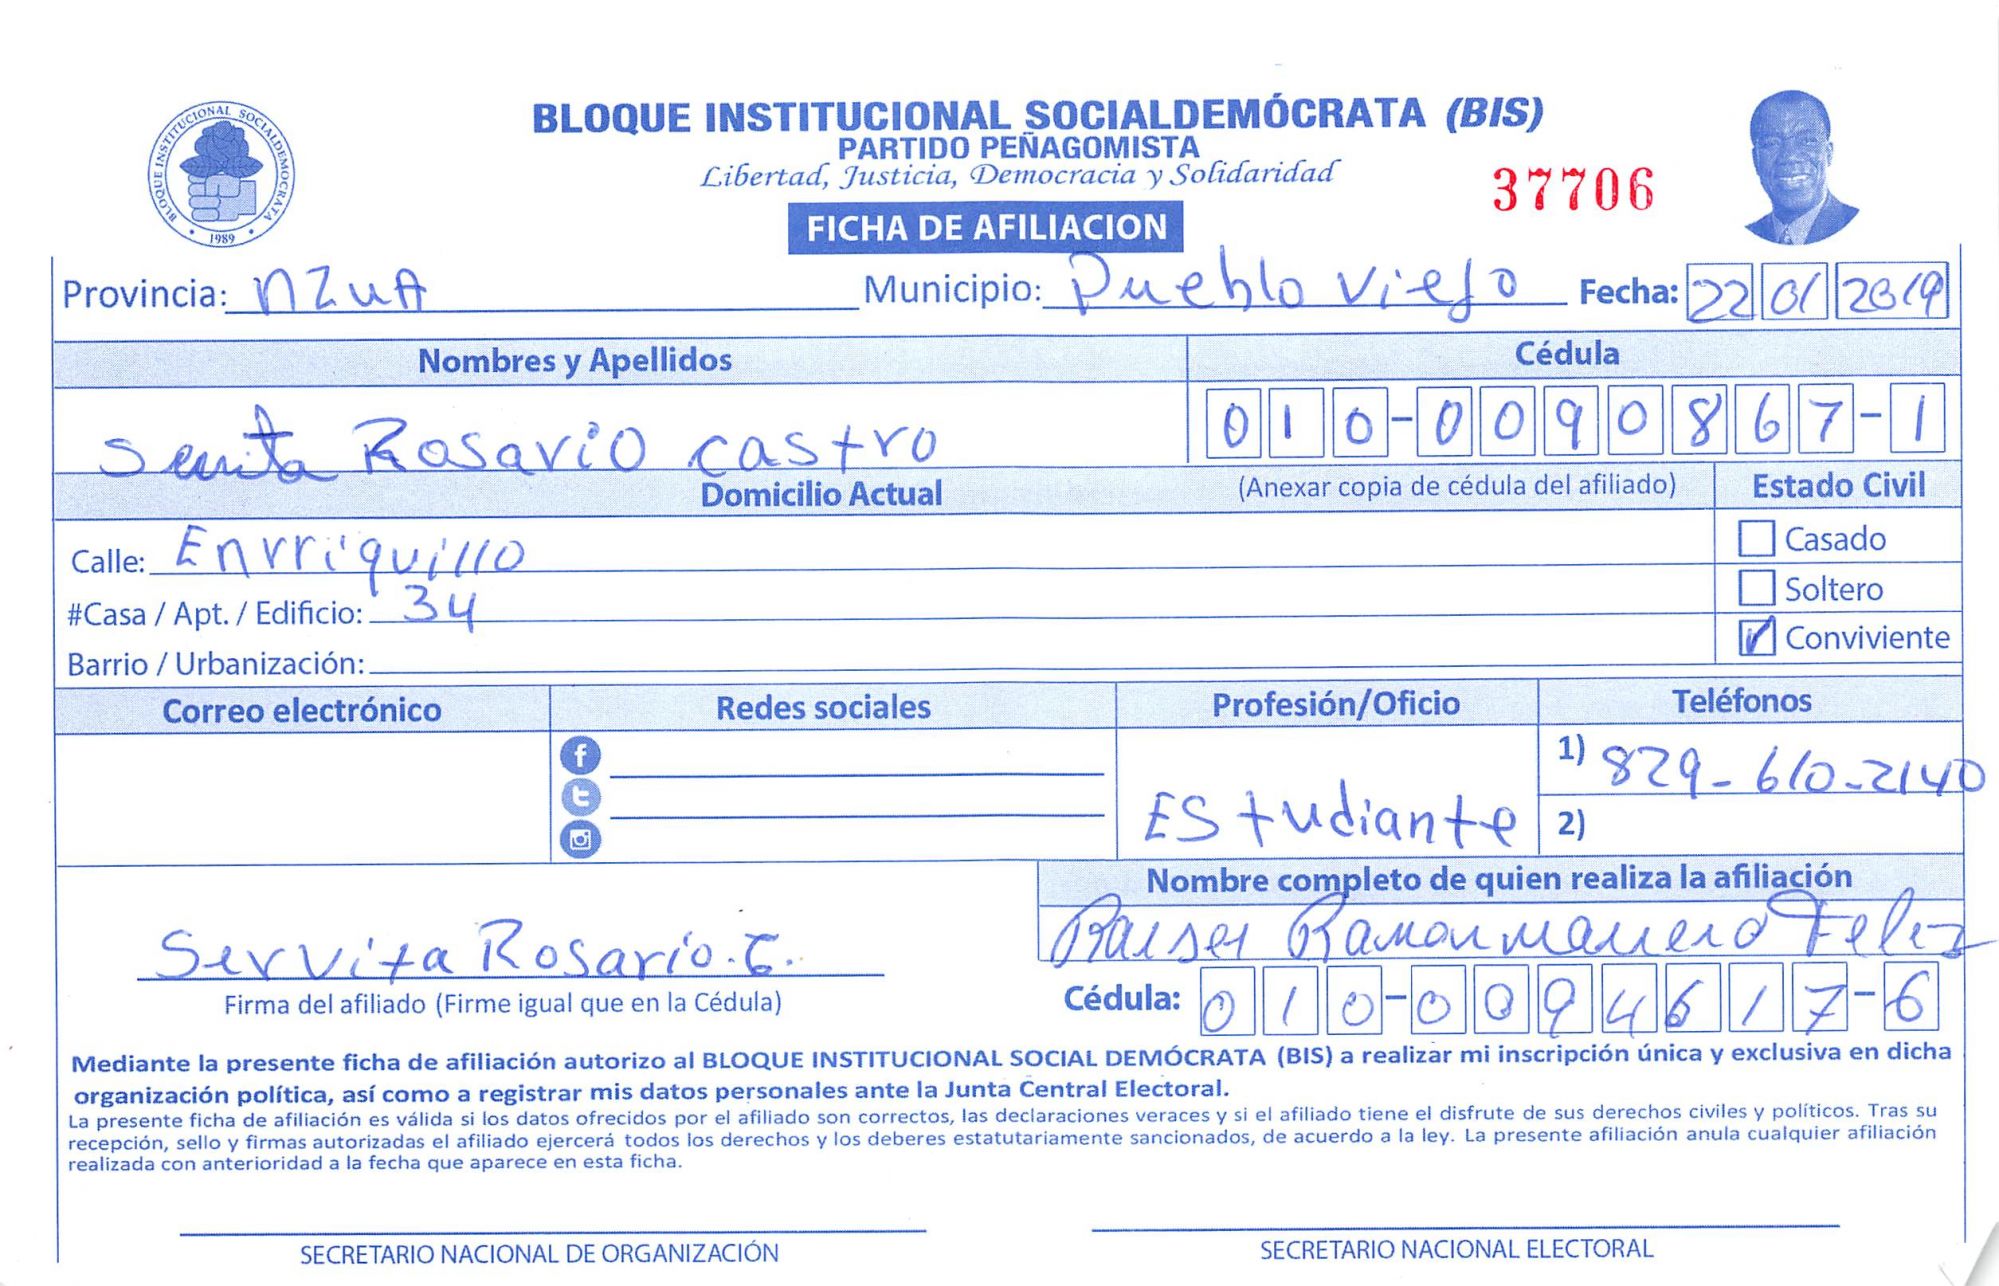 BLOQUE INSTITUCIONAL SOCIALDEMÓCRATA (BIS)
PARTIDO PEÑAGOMISTA
Libertad, Justicia, Democracia y Solidaridad
37706
FICHA DE AFILIACION
BLOQUE INSTITUCIONAL SOCIALDEMOCRATA
1989
Provincia: AZUA Municipio: Pueblo Viejo Fecha: 22 01 2019
Nombres y Apellidos Cédula
Rosario castro 010-0090867-1
Domicilio Actual (Anexar copia de cédula del afiliado) Estado Civil
Calle: Enrriquillo Casado
#Casa / Apt. / Edificio: 34 Soltero
Barrio / Urbanización: Conviviente
Correo electrónico Redes sociales Profesión/Oficio Teléfonos
1) 829-610-2140
EStudiante 2)
Nombre completo de quien realiza la afiliación
Ramon Feliz
Servita Rosario.C.
Firma del afiliado (Firme igual que en la Cédula) Cédula: 010-0094617-6
Mediante la presente ficha de afiliación autorizo al BLOQUE INSTITUCIONAL SOCIAL DEMÓCRATA (BIS) a realizar mi inscripción única y exclusiva en dicha
organización política, así como a registrar mis datos personales ante la Junta Central Electoral.
La presente ficha de afiliación es válida si los datos ofrecidos por el afiliado son correctos, las declaraciones veraces y si el afiliado tiene el disfrute de sus derechos civiles y políticos. Tras su
recepción, sello y firmas autorizadas el afiliado ejercerá todos los derechos y los deberes estatutariamente sancionados, de acuerdo a la ley. La presente afiliación anula cualquier afiliación
realizada con anterioridad a la fecha que aparece en esta ficha.
SECRETARIO NACIONAL DE ORGANIZACIÓN SECRETARIO NACIONAL ELECTORAL